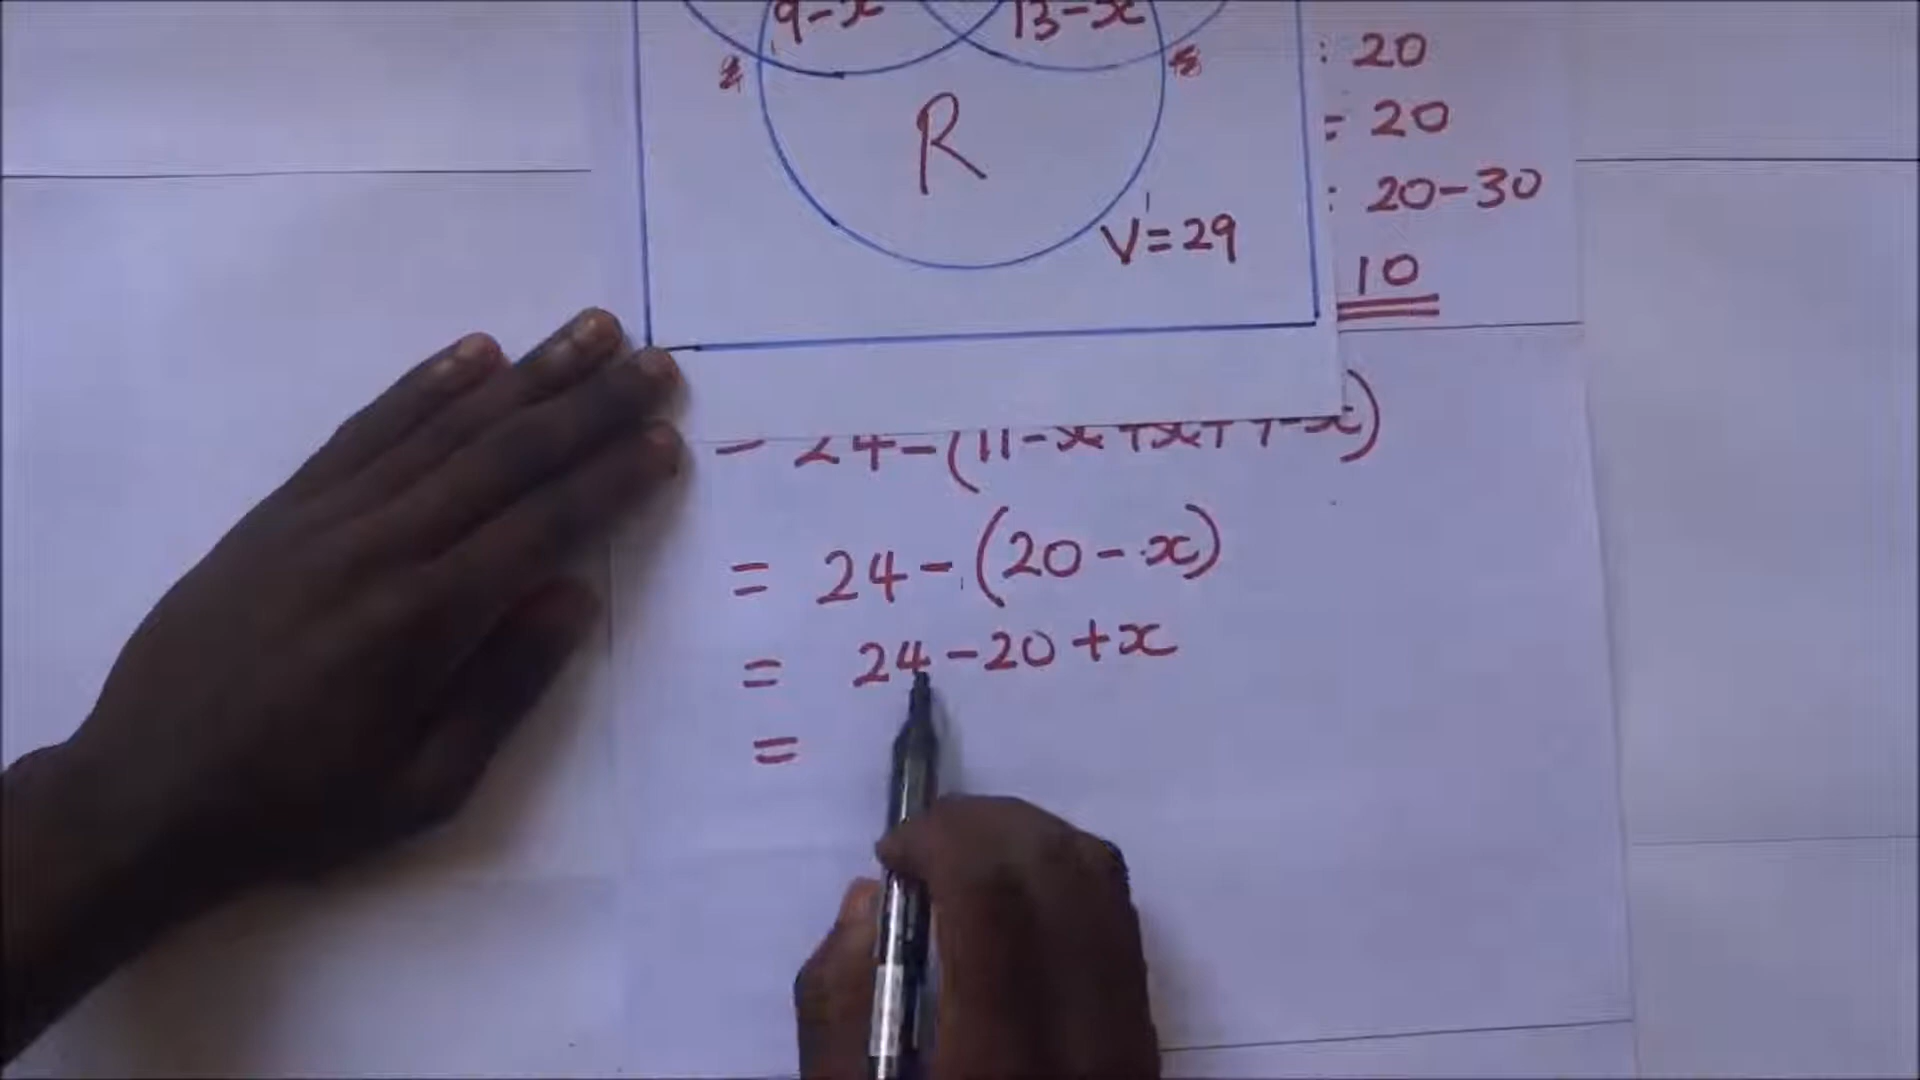 9-x 13-x
: 20
= 20
R
: 20-30
V=29
10
= 24-(20-x)
= 24-20+x
=